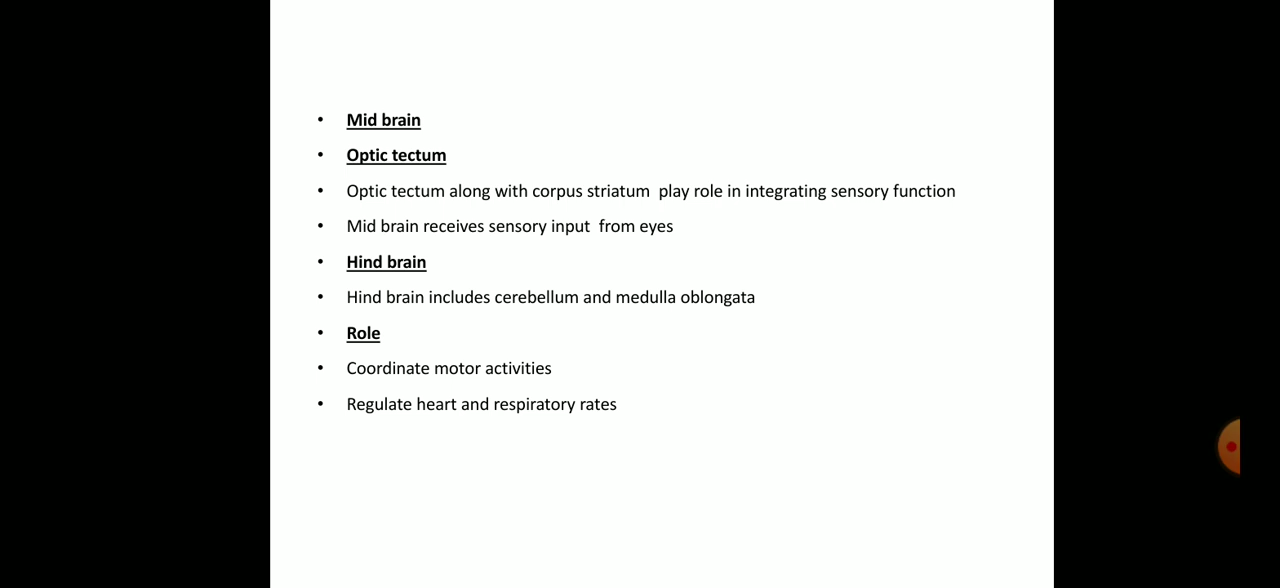 • Mid brain
• Optic tectum
• Optic tectum along with corpus striatum  play role in integrating sensory function
• Mid brain receives sensory input  from eyes
• Hind brain
• Hind brain includes cerebellum and medulla oblongata
• Role
• Coordinate motor activities
• Regulate heart and respiratory rates